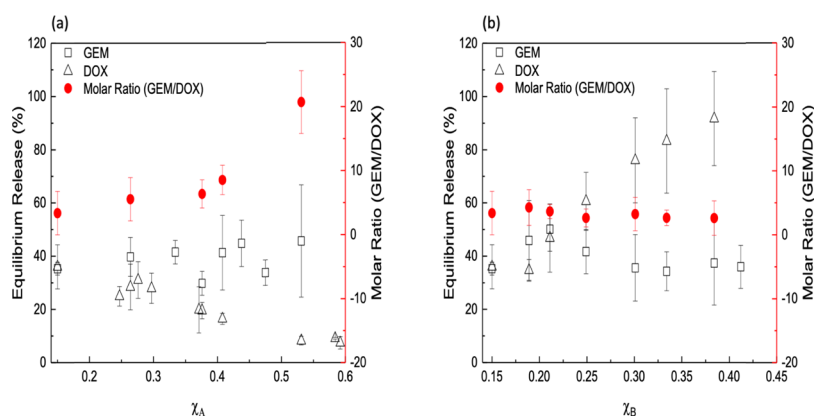 (a)
GEM
DOX
Molar Ratio (GEM/DOX)
Equilibrium Release (%)
120
100
80
60
40
20
0
Molar Ratio (GEM/DOX)
30
20
10
0
-10
-20
0.2 0.3 0.4 0.5 0.6
χA
(b)
GEM
DOX
Molar Ratio (GEM/DOX)
Equilibrium Release (%)
120
100
80
60
40
20
0
Molar Ratio (GEM/DOX)
30
20
10
0
-10
-20
0.15 0.20 0.25 0.30 0.35 0.40 0.45
χB